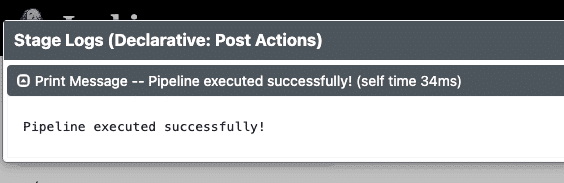 Stage Logs (Declarative: Post Actions)
Print Message -- Pipeline executed successfully! (self time 34ms)
Pipeline executed successfully!